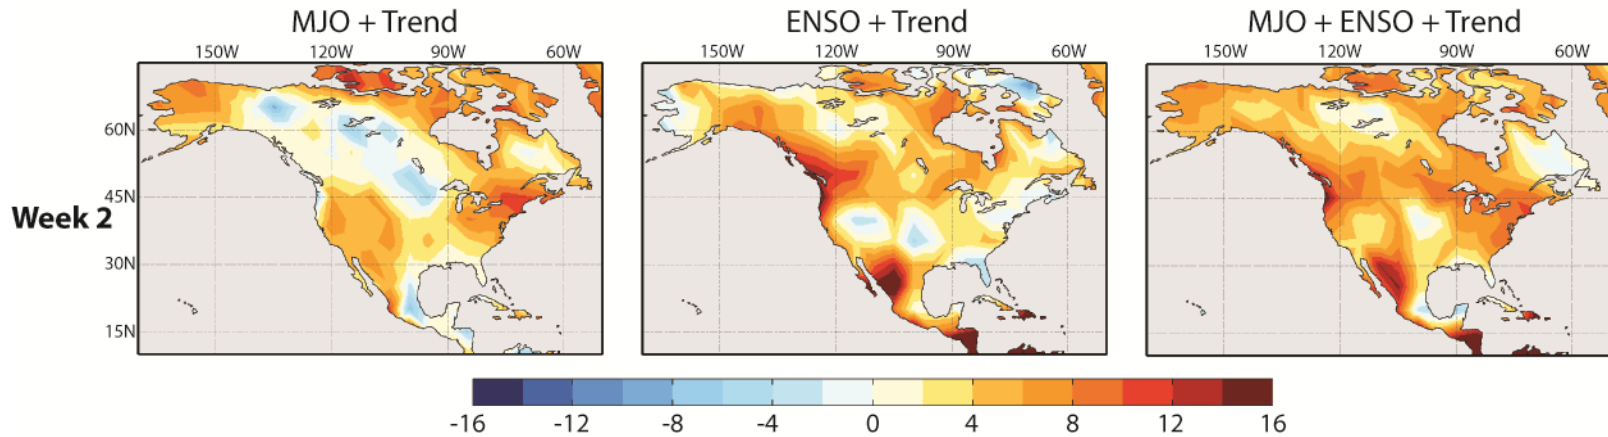 MJO + Trend ENSO + Trend MJO + ENSO + Trend
150W 120W 90W 60W 150W 120W 90W 60W 150W 120W 90W 60W
60N
45N
Week 2
30N
15N
-16 -12 -8 -4 0 4 8 12 16